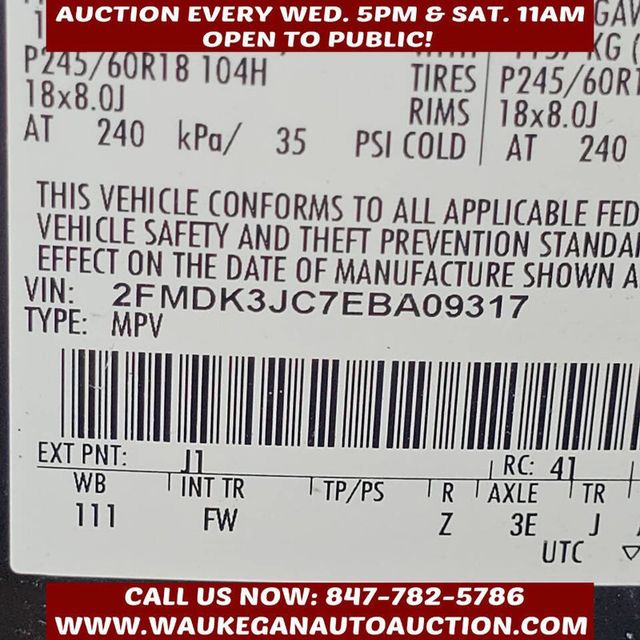 AUCTION EVERY WED. 5PM & SAT. 11AM
OPEN TO PUBLIC!
P245/60R18 104H
TIRES
18x8.0J
RIMS 18x8.0J
AT 240 kPa/ 35 PSI COLD AT 240
THIS VEHICLE CONFORMS TO ALL APPLICABLE FED
VEHICLE SAFETY AND THEFT PREVENTION
EFFECT ON THE DATE OF MANUFACTURE SHOWN
VIN: 2FMDK3JC7EBA09317
TYPE: MPV
EXT PNT: J1 RC: 41
WB INT TR TP/PS R AXLE TR
111 FW Z 3E J
UTC
CALL US NOW: 847-782-5786
WWW.WAUKEGANAUTOAUCTION.COM